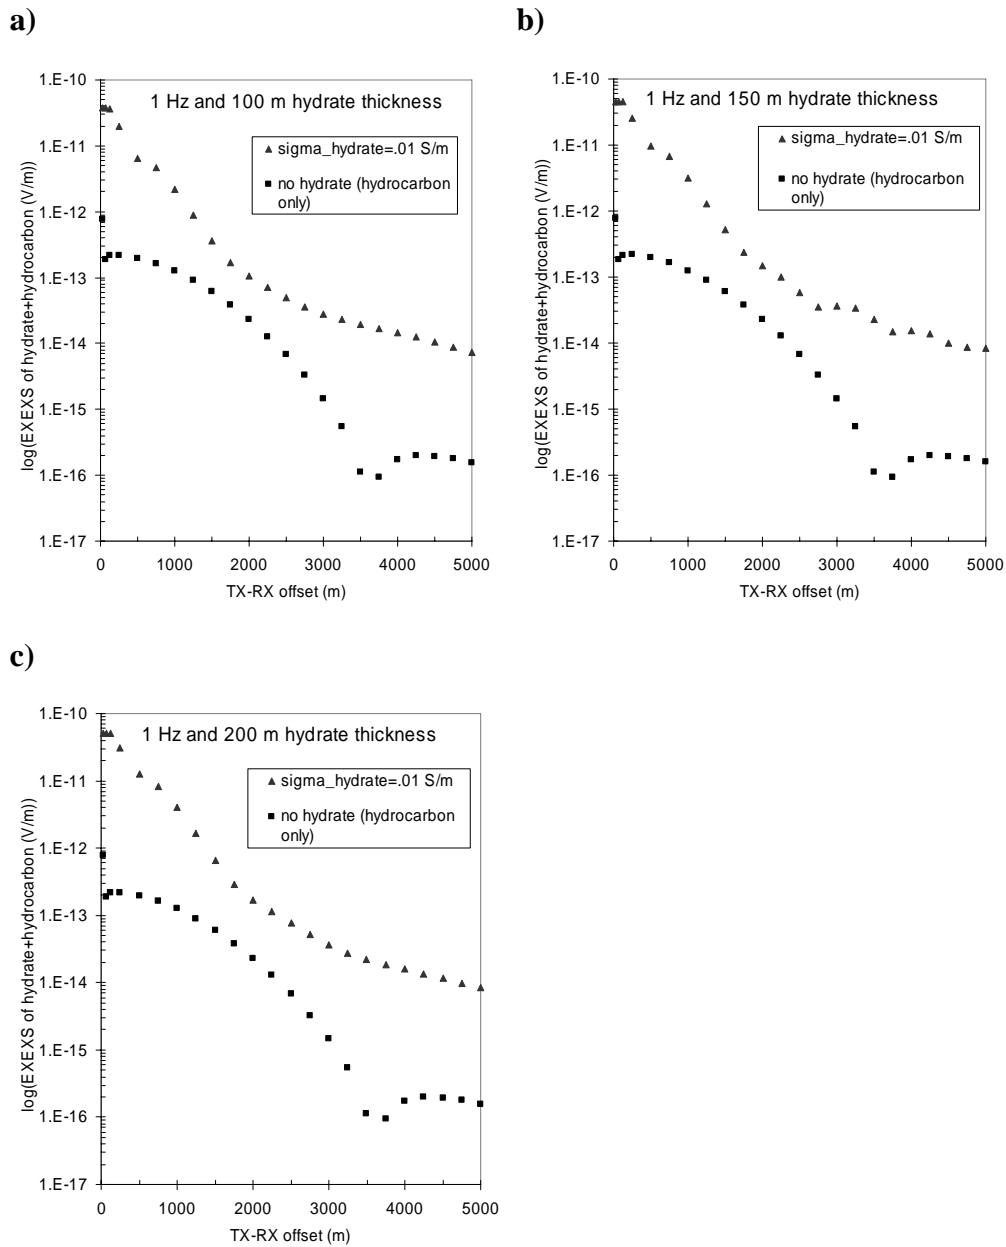 a)
1 Hz and 100 m hydrate thickness
sigma_hydrate=.01 S/m
no hydrate (hydrocarbon
only)
log(EXEXS of hydrate+hydrocarbon (V/m))
1.E-10
1.E-11
1.E-12
1.E-13
1.E-14
1.E-15
1.E-16
1.E-17
0 1000 2000 3000 4000 5000
TX-RX offset (m)
b)
1 Hz and 150 m hydrate thickness
sigma_hydrate=.01 S/m
no hydrate (hydrocarbon
only)
log(EXEXS of hydrate+hydrocarbon (V/m))
1.E-10
1.E-11
1.E-12
1.E-13
1.E-14
1.E-15
1.E-16
1.E-17
0 1000 2000 3000 4000 5000
TX-RX offset (m)
c)
1 Hz and 200 m hydrate thickness
sigma_hydrate=.01 S/m
no hydrate (hydrocarbon
only)
log(EXEXS of hydrate+hydrocarbon (V/m))
1.E-10
1.E-11
1.E-12
1.E-13
1.E-14
1.E-15
1.E-16
1.E-17
0 1000 2000 3000 4000 5000
TX-RX offset (m)